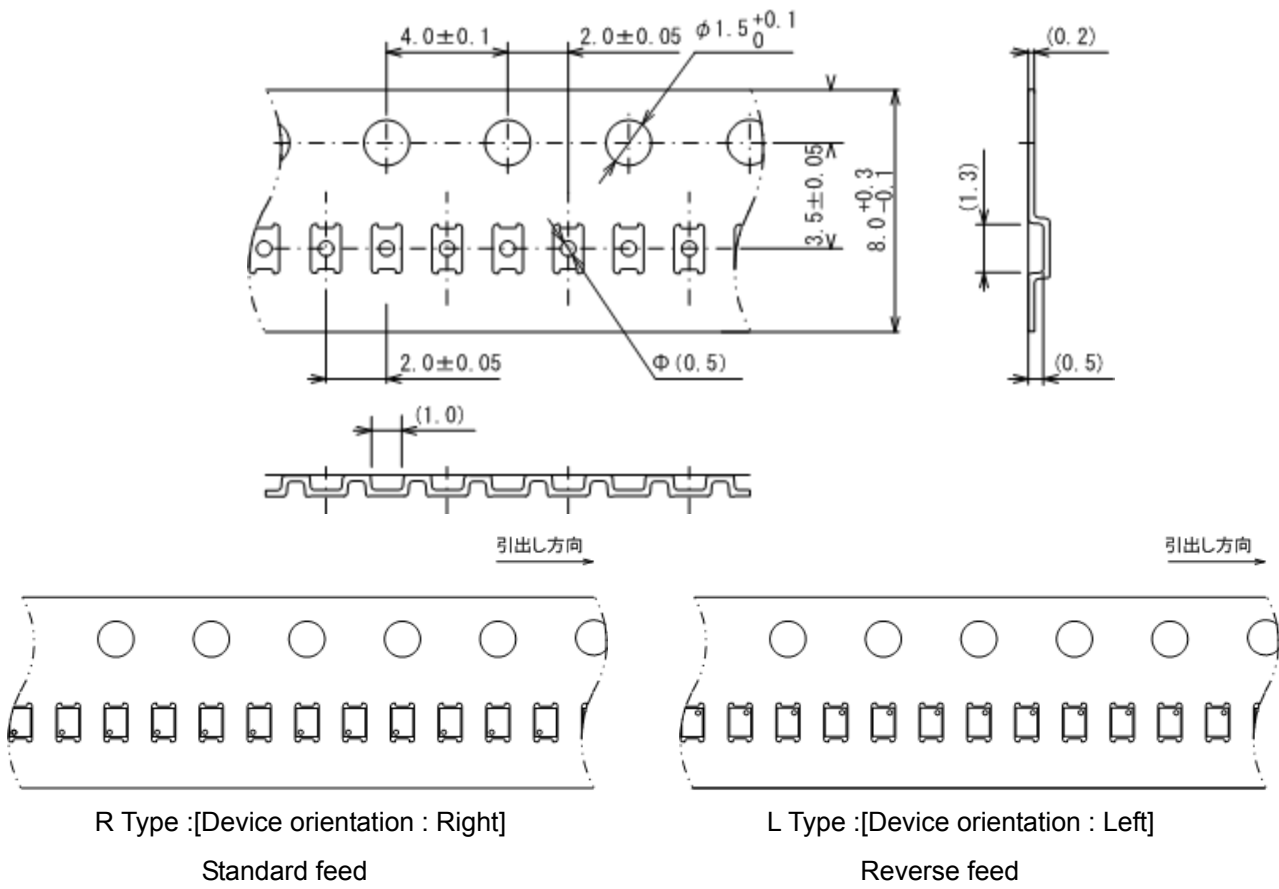 4.0±0.1
2.0±0.05
φ1.5 +0.1 0
(0.2)
3.5±0.05
8.0 +0.3 -0.1
(1.3)
2.0±0.05
Φ(0.5)
(0.5)
(1.0)
引出し方向
引出し方向
R Type :[Device orientation : Right]
L Type :[Device orientation : Left]
Standard feed
Reverse feed